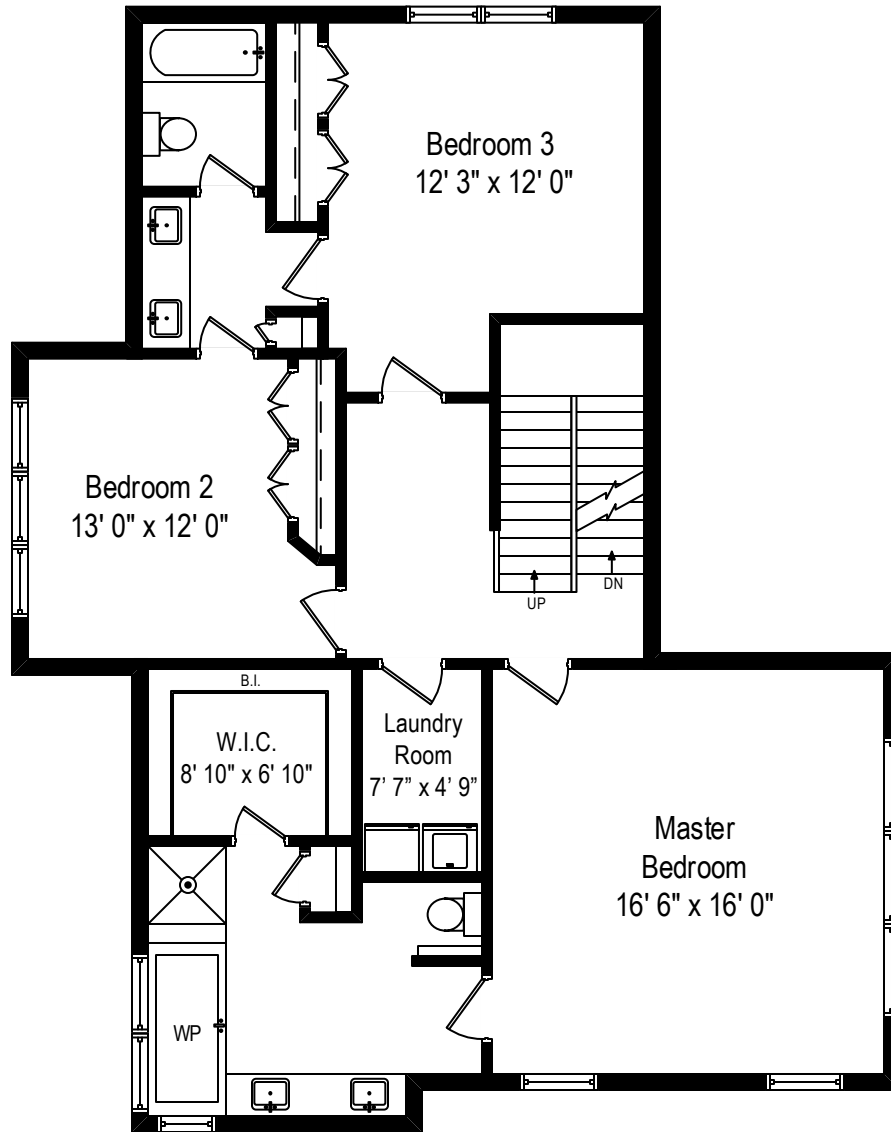 Bedroom 3
12' 3" x 12' 0"
Bedroom 2
13' 0" x 12' 0"
UP
DN
B.I.
W.I.C.
8' 10" x 6' 10"
Laundry
Room
7’ 7” x 4’ 9”
Master
Bedroom
16' 6" x 16' 0"
WP